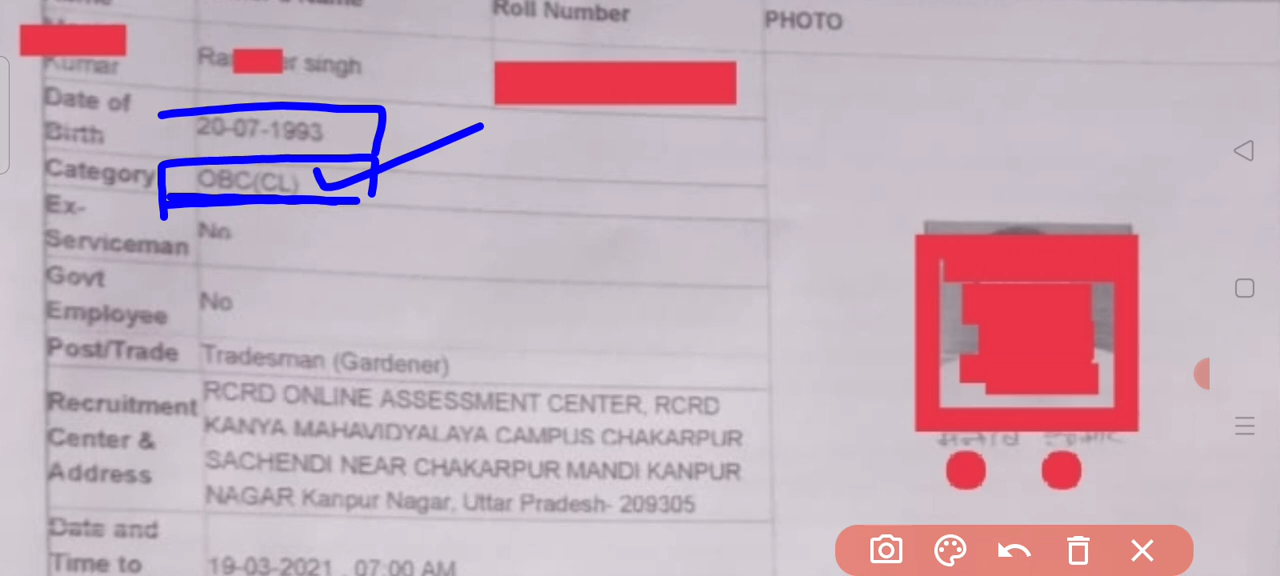 Name
Roll Number
PHOTO
Kumar
singh
Date of
Birth
20-07-1993
Category
OBC(CL)
Ex-
Serviceman
No
Govt
Employee
No
Post/Trade
Tradesman (Gardener)
Recruitment
Center &
Address
RCRD ONLINE ASSESSMENT CENTER, RCRD
KANYA MAHAVIDYALAYA CAMPUS CHAKARPUR
SACHENDI NEAR CHAKARPUR MANDI KANPUR
NAGAR Kanpur Nagar, Uttar Pradesh- 209305
Date and
Time to
19-03-2021 , 07:00 AM